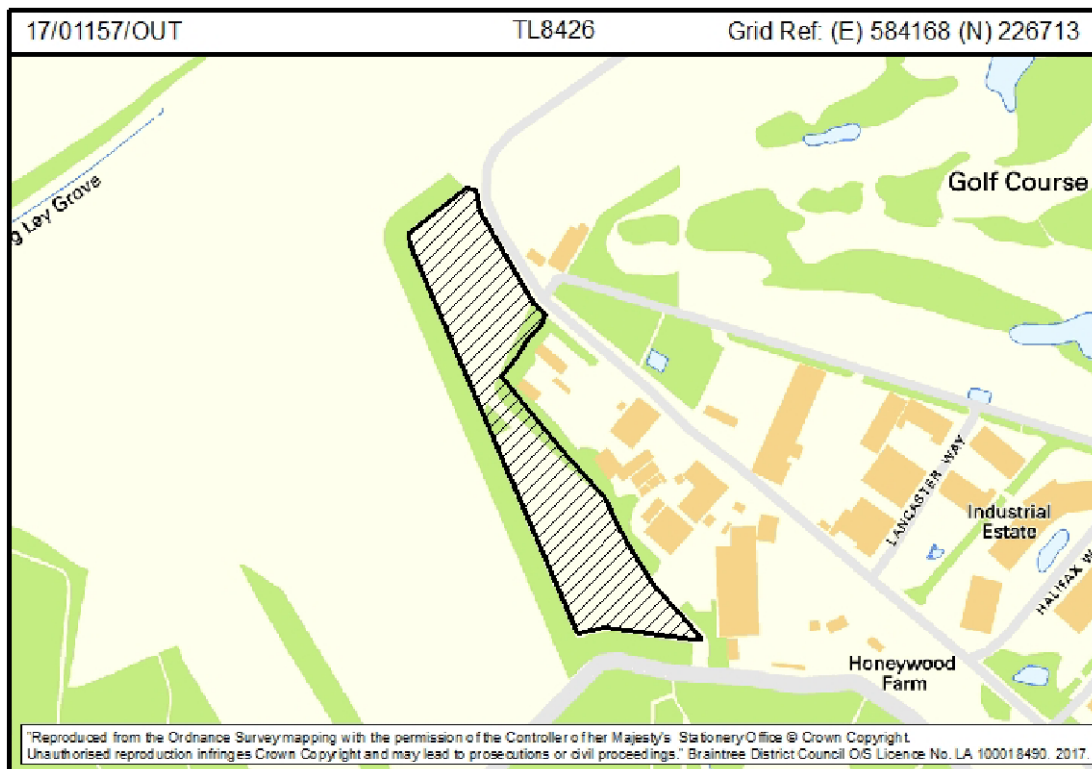 17/01157/OUT TL8426 Grid Ref: (E) 584168 (N) 226713
g Ley Grove
Golf Course
LANCASTER WAY
Industrial
Estate
HALIFAX W
Honeywood
Farm
"Reproduced from the Ordnance Survey mapping with the permission of the Controller of her Majesty's Stationery Office © Crown Copyright.
Unauthorised reproduction infringes Crown Copyright and may lead to prosecutions or civil proceedings." Braintree District Council O/S Licence No. LA 100018490. 2017.